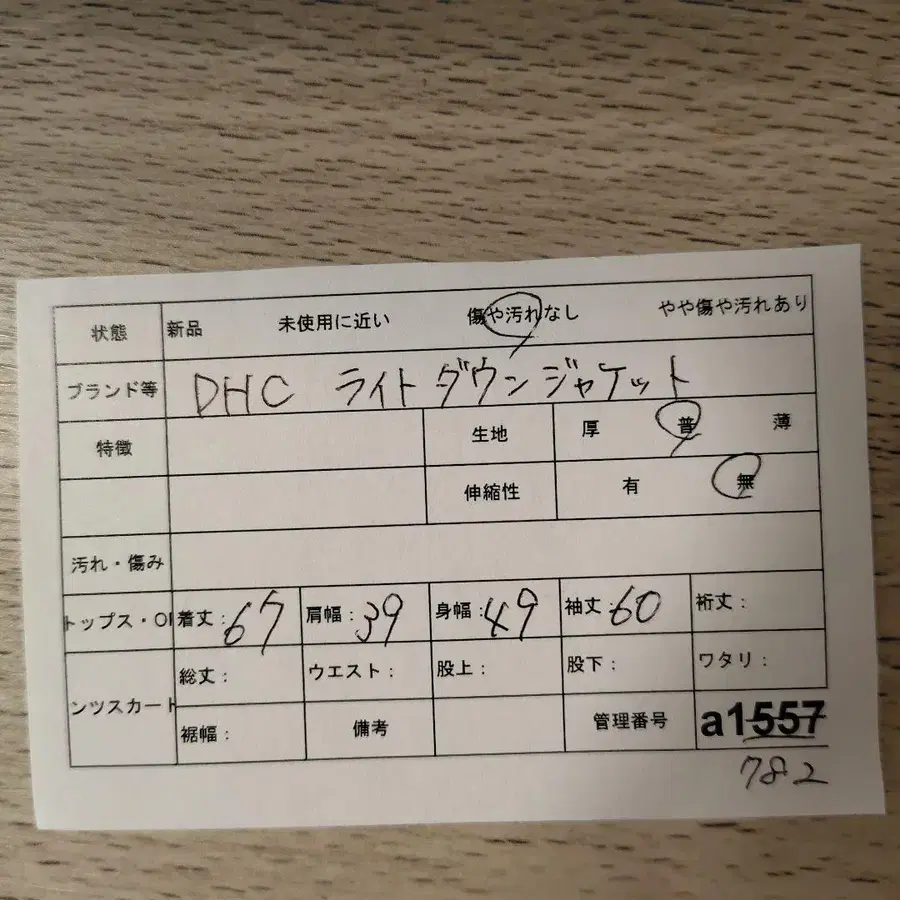 状態 新品 未使用に近い 傷や汚れなし やや傷や汚れあり
ブランド等 DHC ライトダウンジャケット
特徴 生地 厚 普 薄
伸縮性 有 無
汚れ・傷み
トップス・OP 着丈:67 肩幅:39 身幅:49 袖丈:60 裄丈:
総丈: ウエスト: 股上: 股下: ワタリ:
ンツスカート
裾幅: 備考 管理番号 a1557
782